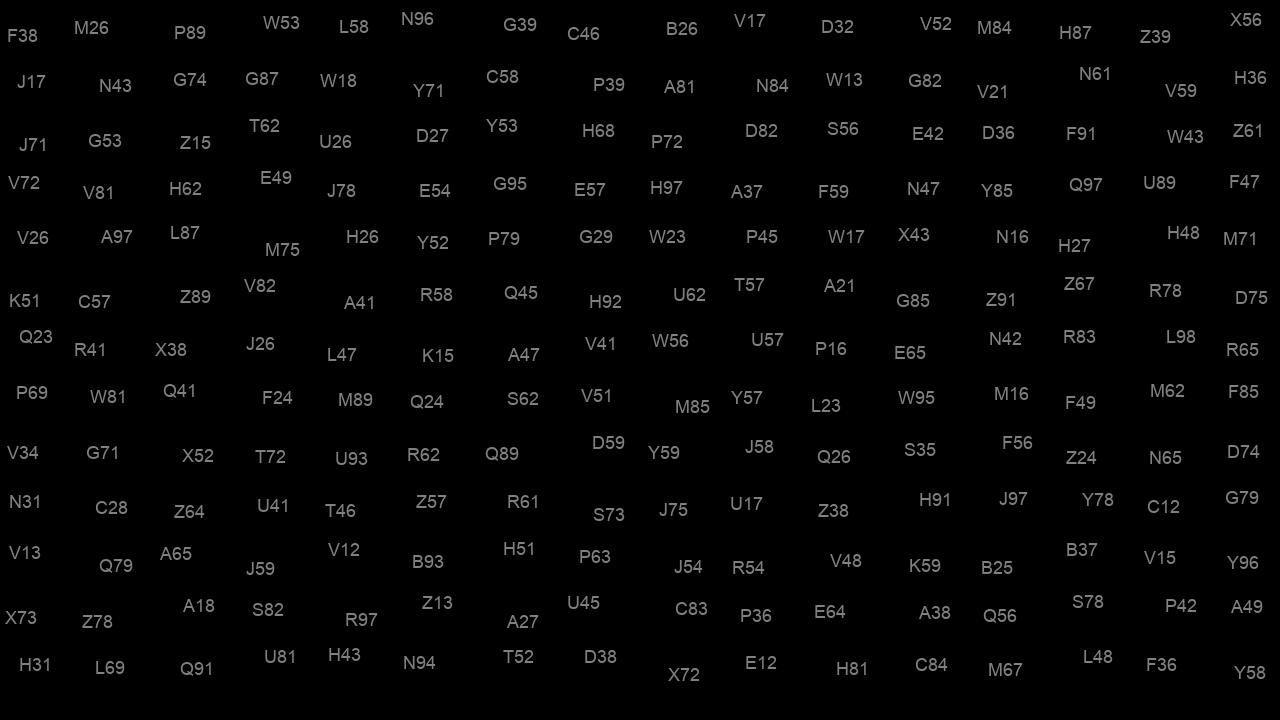 F38 M26 P89 W53 L58 N96 G39 C46 B26 V17 D32 V52 M84 H87 Z39 X56
J17 N43 G74 G87 W18 Y71 C58 P39 A81 N84 W13 G82 V21 N61 V59 H36
J71 G53 Z15 T62 U26 D27 Y53 H68 P72 D82 S56 E42 D36 F91 W43 Z61
V72 V81 H62 E49 J78 E54 G95 E57 H97 A37 F59 N47 Y85 Q97 U89 F47
V26 A97 L87 M75 H26 Y52 P79 G29 W23 P45 W17 X43 N16 H27 H48 M71
K51 C57 Z89 V82 A41 R58 Q45 H92 U62 T57 A21 G85 Z91 Z67 R78 D75
Q23 R41 X38 J26 L47 K15 A47 V41 W56 U57 P16 E65 N42 R83 L98 R65
P69 W81 Q41 F24 M89 Q24 S62 V51 M85 Y57 L23 W95 M16 F49 M62 F85
V34 G71 X52 T72 U93 R62 Q89 D59 Y59 J58 Q26 S35 F56 Z24 N65 D74
N31 C28 Z64 U41 T46 Z57 R61 S73 J75 U17 Z38 H91 J97 Y78 C12 G79
V13 Q79 A65 J59 V12 B93 H51 P63 J54 R54 V48 K59 B25 B37 V15 Y96
X73 Z78 A18 S82 R97 Z13 A27 U45 C83 P36 E64 A38 Q56 S78 P42 A49
H31 L69 Q91 U81 H43 N94 T52 D38 X72 E12 H81 C84 M67 L48 F36 Y58